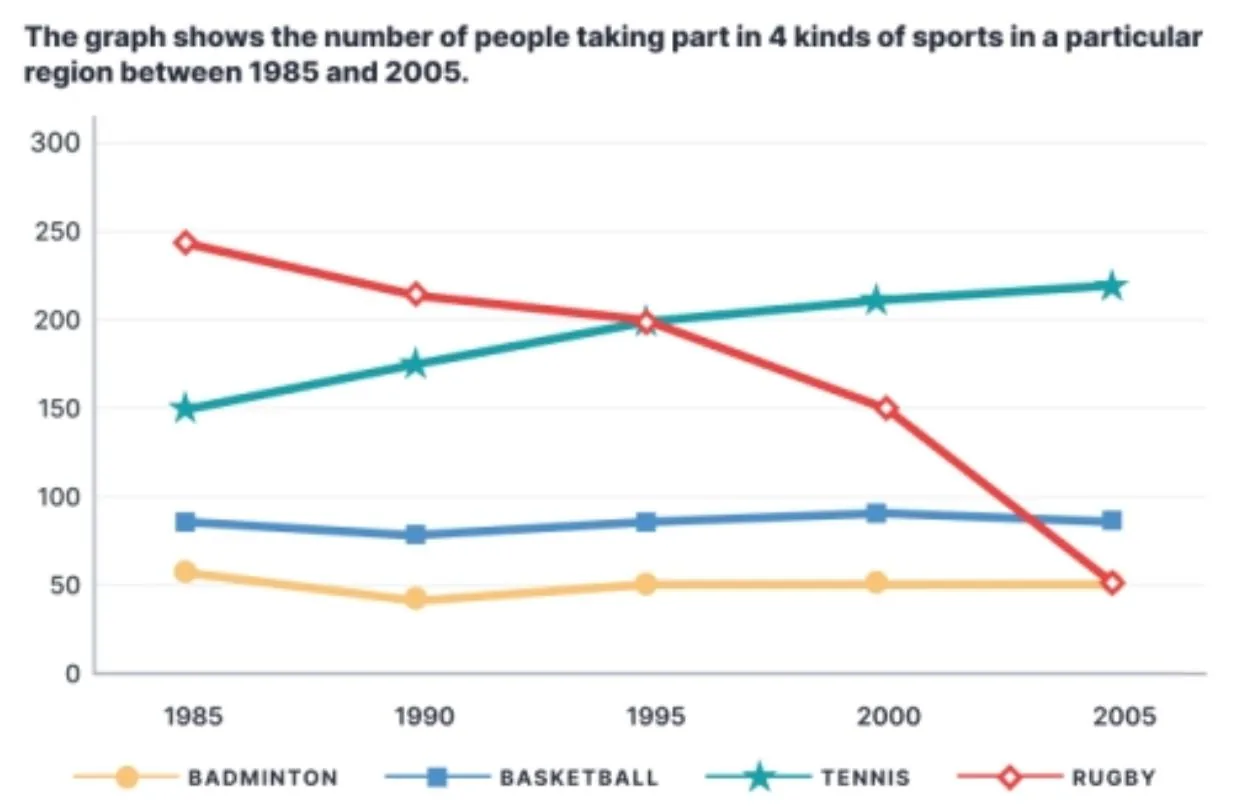 The graph shows the number of people taking part in 4 kinds of sports in a particular
region between 1985 and 2005.
300
250
200
150
100
50
0
1985 1990 1995 2000 2005
BADMINTON BASKETBALL TENNIS RUGBY